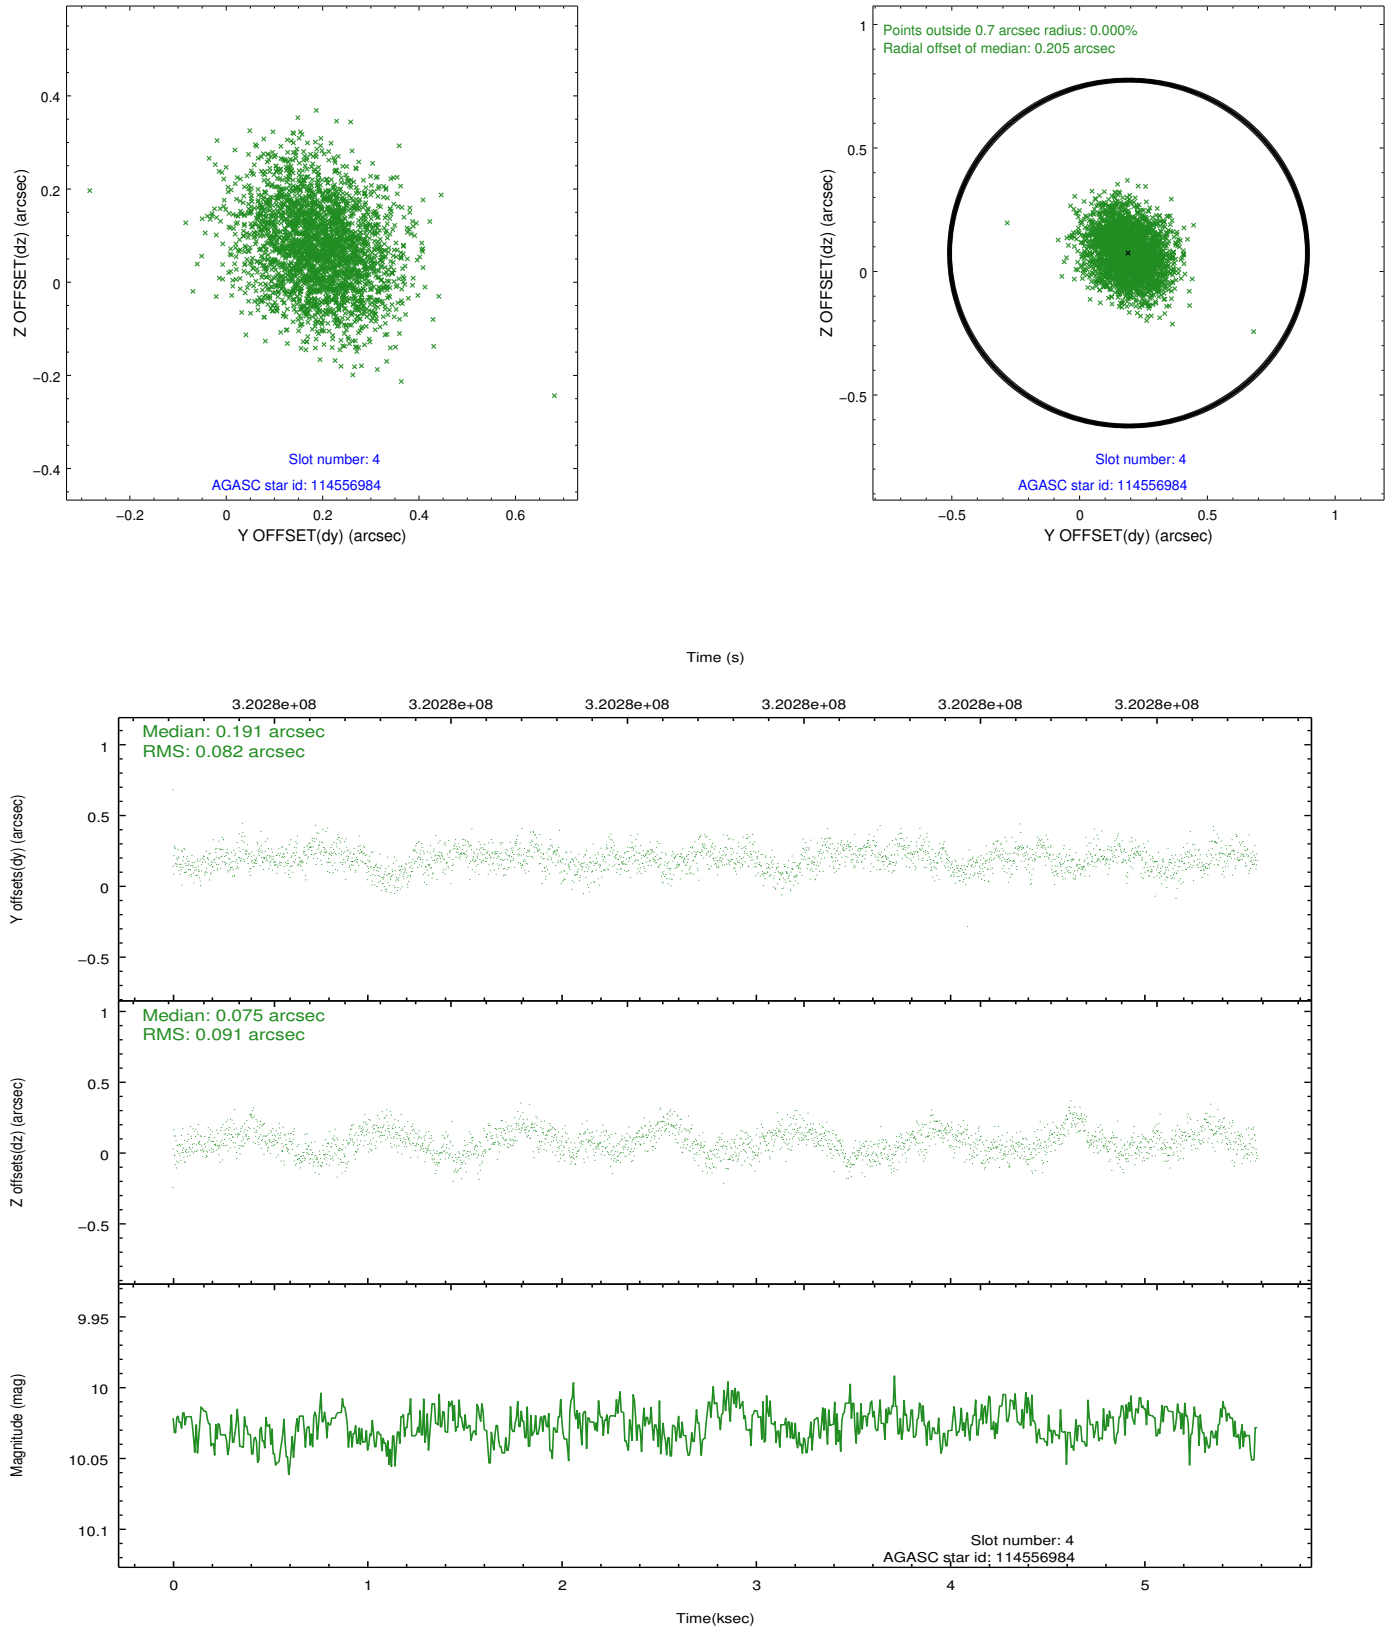 0.4
0.2
0
−0.2
−0.4
Z OFFSET(dz) (arcsec)
Slot number: 4
AGASC star id: 114556984
−0.2 0 0.2 0.4 0.6
Y OFFSET(dy) (arcsec)
Points outside 0.7 arcsec radius: 0.000%
Radial offset of median: 0.205 arcsec
1
0.5
0
−0.5
Z OFFSET(dz) (arcsec)
Slot number: 4
AGASC star id: 114556984
−0.5 0 0.5 1
Y OFFSET(dy) (arcsec)
Time (s)
3.2028e+08 3.2028e+08 3.2028e+08 3.2028e+08 3.2028e+08 3.2028e+08
Median: 0.191 arcsec
RMS: 0.082 arcsec
1
0.5
0
−0.5
Y offsets(dy) (arcsec)
Median: 0.075 arcsec
RMS: 0.091 arcsec
1
0.5
0
−0.5
Z offsets(dz) (arcsec)
9.95
10
10.05
10.1
Magnitude (mag)
Slot number: 4
AGASC star id: 114556984
0 1 2 3 4 5
Time(ksec)